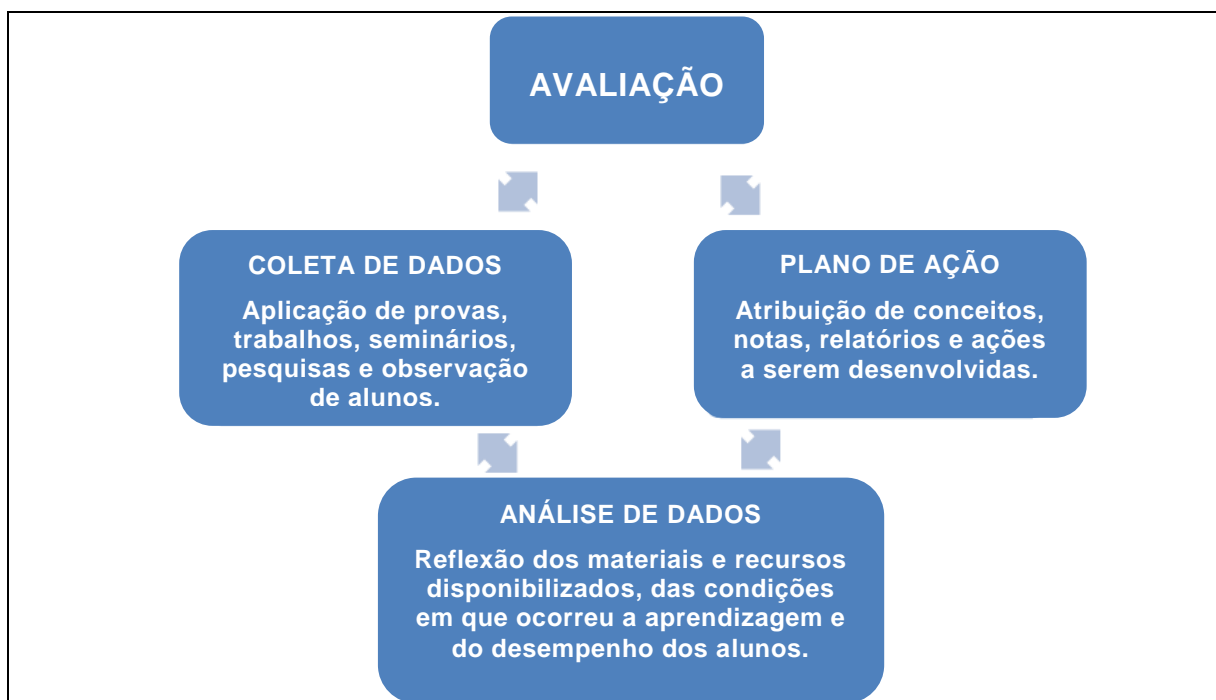 AVALIAÇÃO
COLETA DE DADOS
Aplicação de provas,
trabalhos, seminários,
pesquisas e observação
de alunos.
PLANO DE AÇÃO
Atribuição de conceitos,
notas, relatórios e ações
a serem desenvolvidas.
ANÁLISE DE DADOS
Reflexão dos materiais e recursos
disponibilizados, das condições
em que ocorreu a aprendizagem e
do desempenho dos alunos.